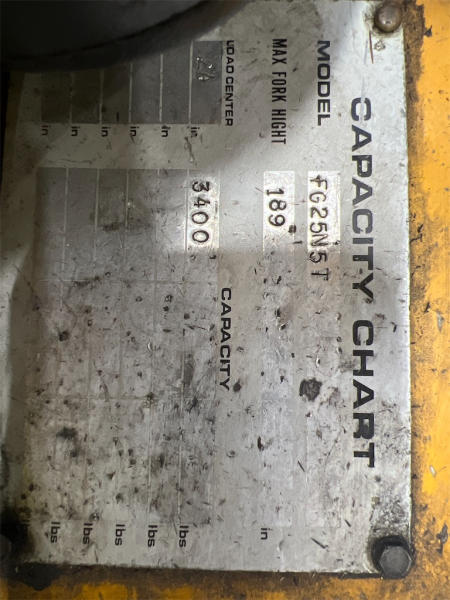 CAPACITY CHART
MODEL FG25N5T
MAX FORK HIGHT 189 in
LOAD CENTER CAPACITY
24 in 3400 lbs
in lbs
in lbs
in lbs
in lbs